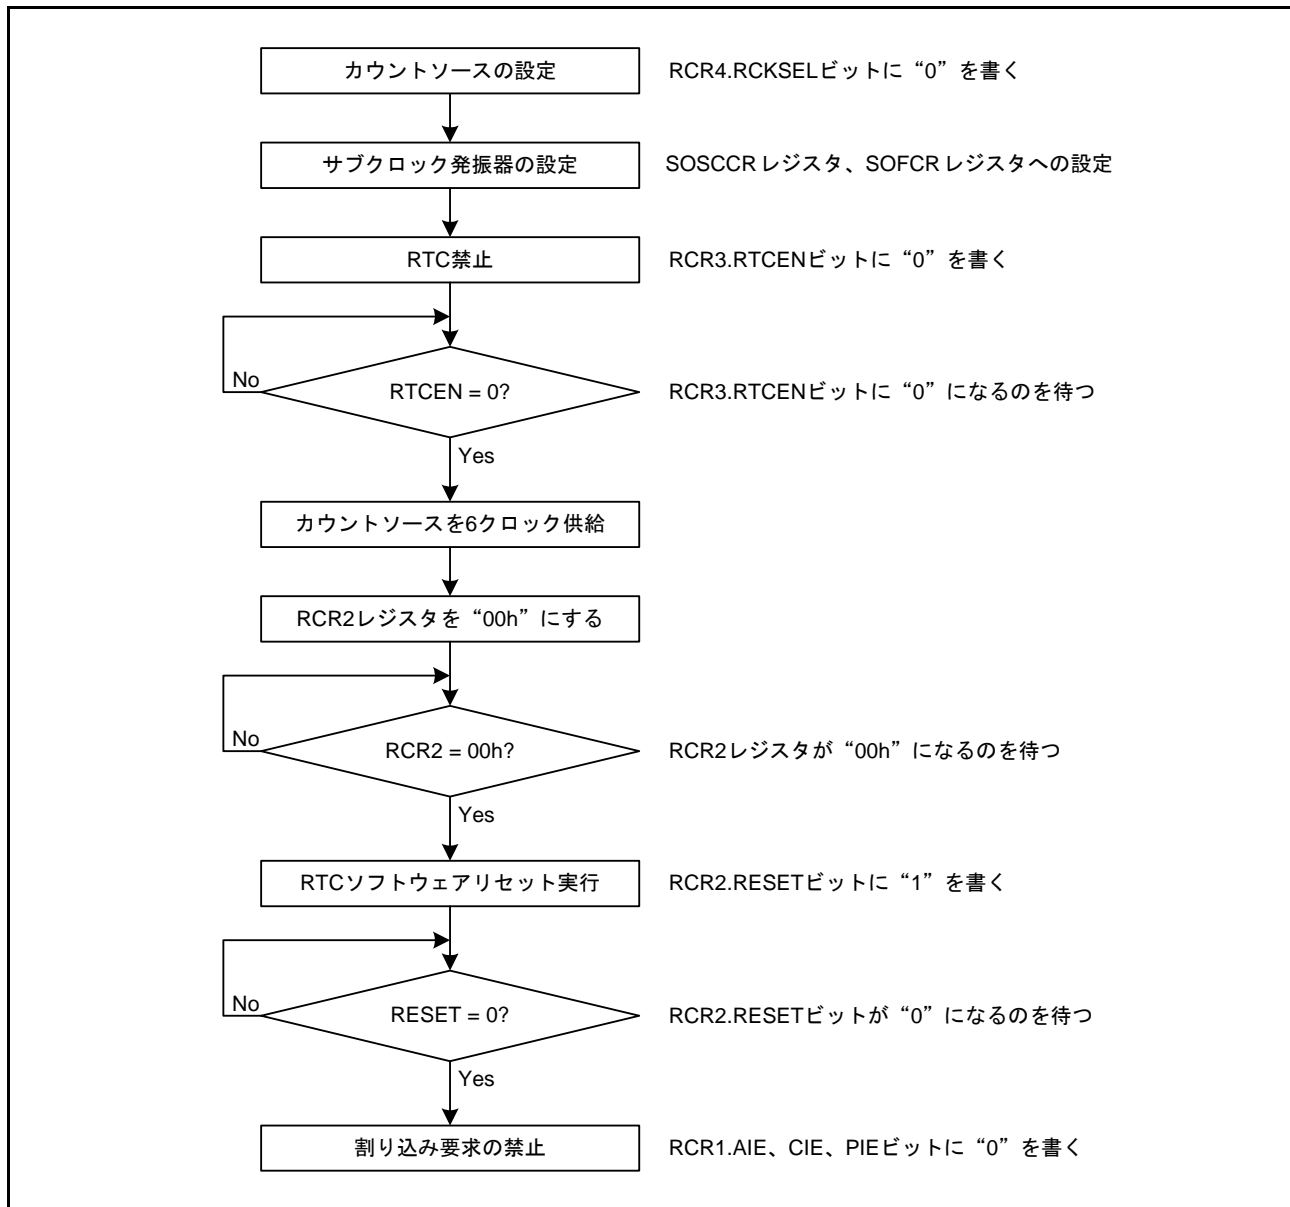 カウントソースの設定 RCR4.RCKSELビットに“0”を書く
サブクロック発振器の設定 SOSCCRレジスタ、SOFCRレジスタへの設定
RTC禁止 RCR3.RTCENビットに“0”を書く
No RTCEN = 0? RCR3.RTCENビットに“0”になるのを待つ
Yes
カウントソースを6クロック供給
RCR2レジスタを“00h”にする
No RCR2 = 00h? RCR2レジスタが“00h”になるのを待つ
Yes
RTCソフトウェアリセット実行 RCR2.RESETビットに“1”を書く
No RESET = 0? RCR2.RESETビットが“0”になるのを待つ
Yes
割り込み要求の禁止 RCR1.AIE、CIE、PIEビットに“0”を書く